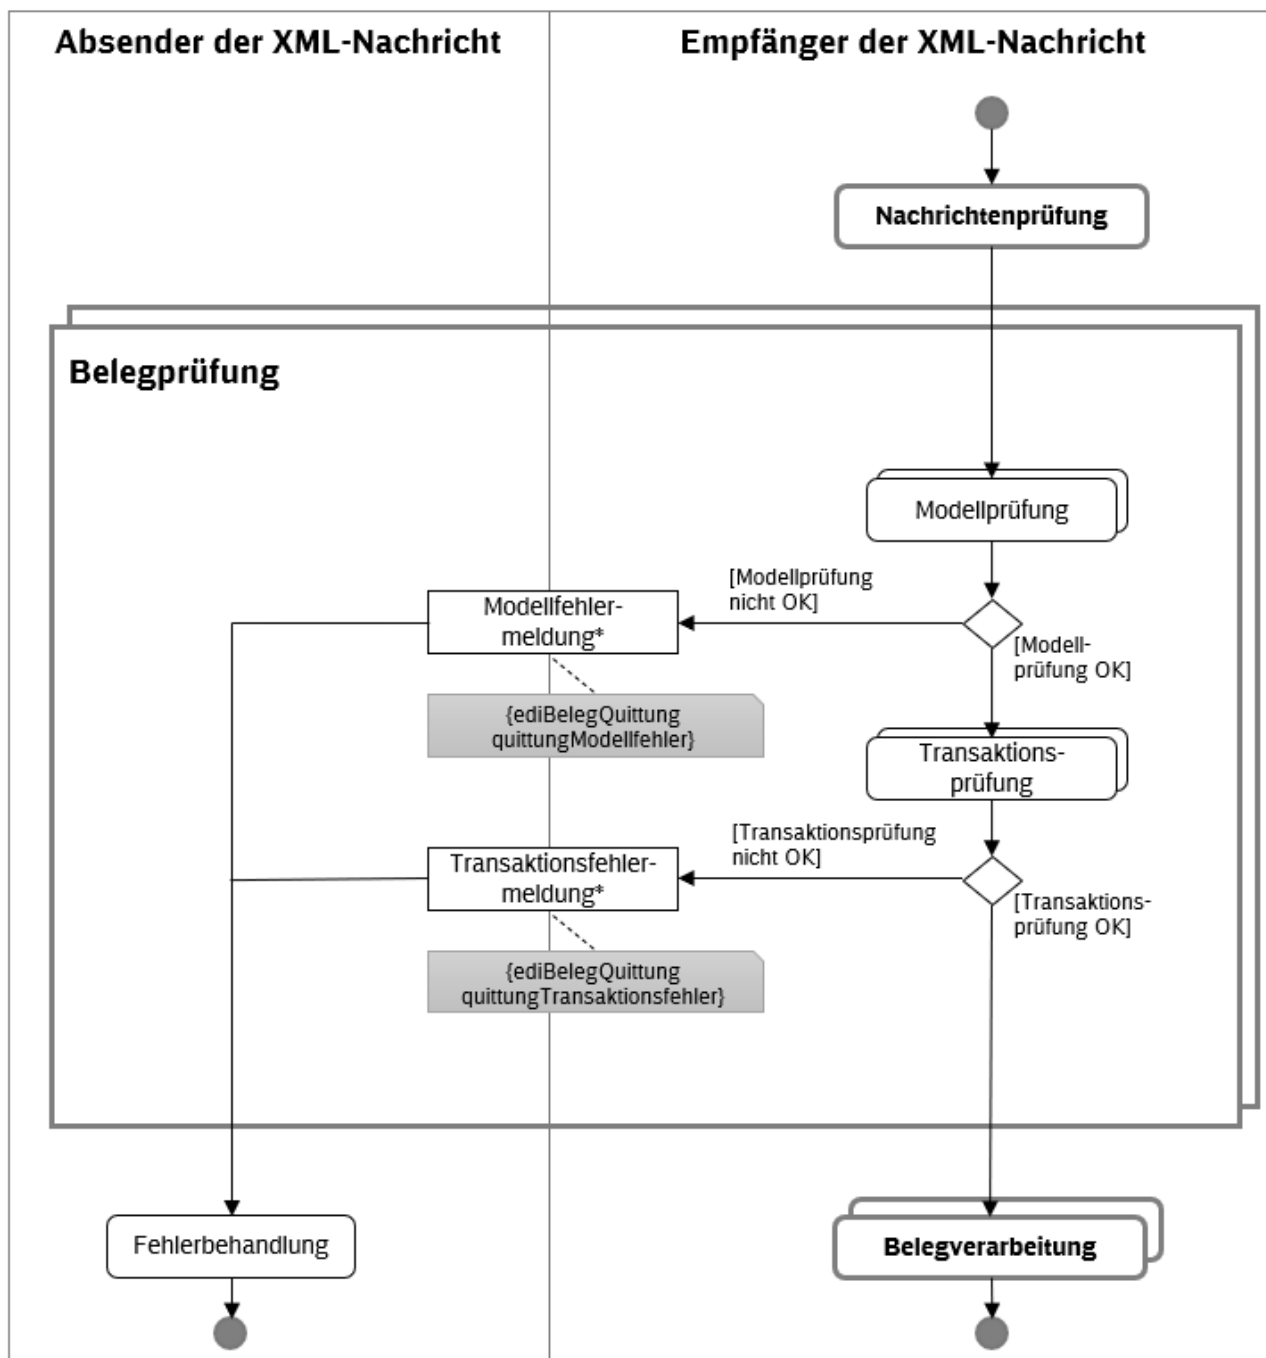 Absender der XML-Nachricht
Empfänger der XML-Nachricht
Nachrichtenprüfung
Belegprüfung
Modellprüfung
[Modellprüfung
nicht OK]
Modellfehler-
meldung*
[Modell-
prüfung OK]
{ediBelegQuittung
quittungModellfehler}
Transaktions-
prüfung
[Transaktionsprüfung
nicht OK]
Transaktionsfehler-
meldung*
[Transaktions-
prüfung OK]
{ediBelegQuittung
quittungTransaktionsfehler}
Fehlerbehandlung
Belegverarbeitung